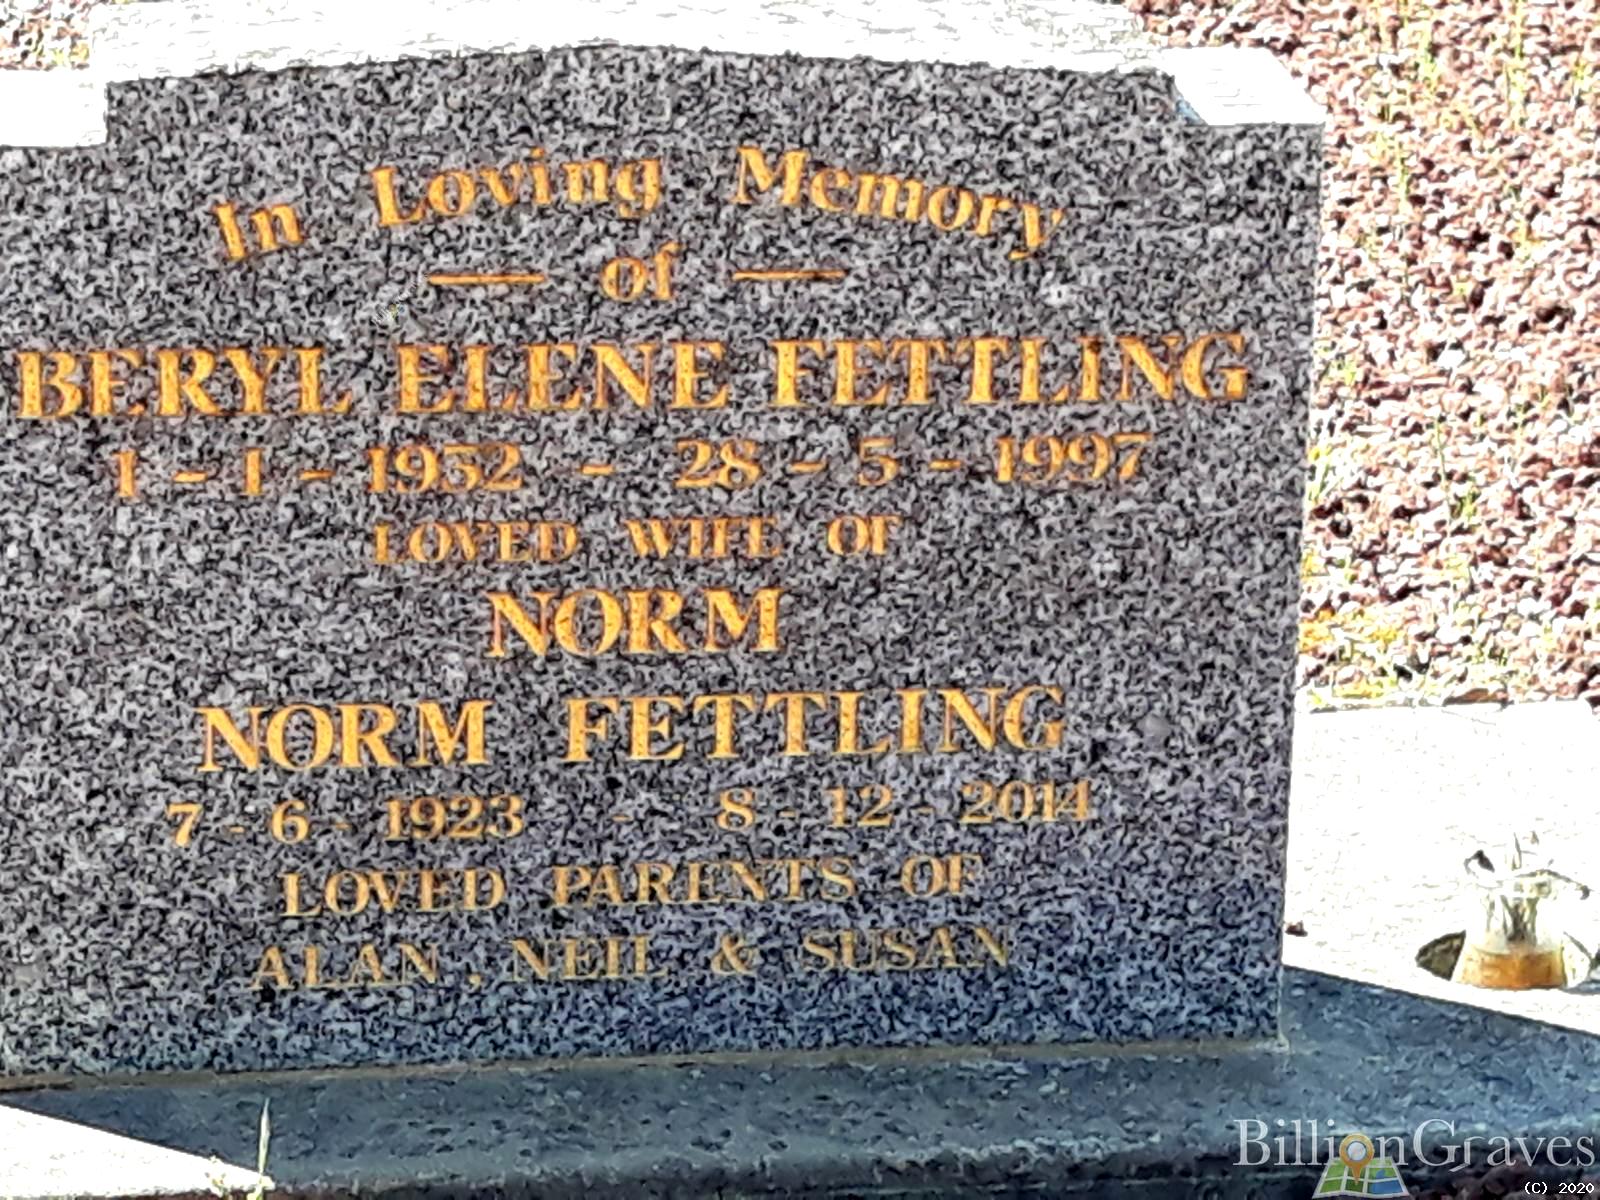 In Loving Memory
— of —
BERYL ELENE FETTLING
1 - 1 - 1932 - 28 - 5 - 1997
LOVED WIFE OF
NORM
NORM FETTLING
7 - 6 - 1923 - 8 - 12 - 2014
LOVED PARENTS OF
ALAN, NEIL & SUSAN
BillionGraves
(C) 2020